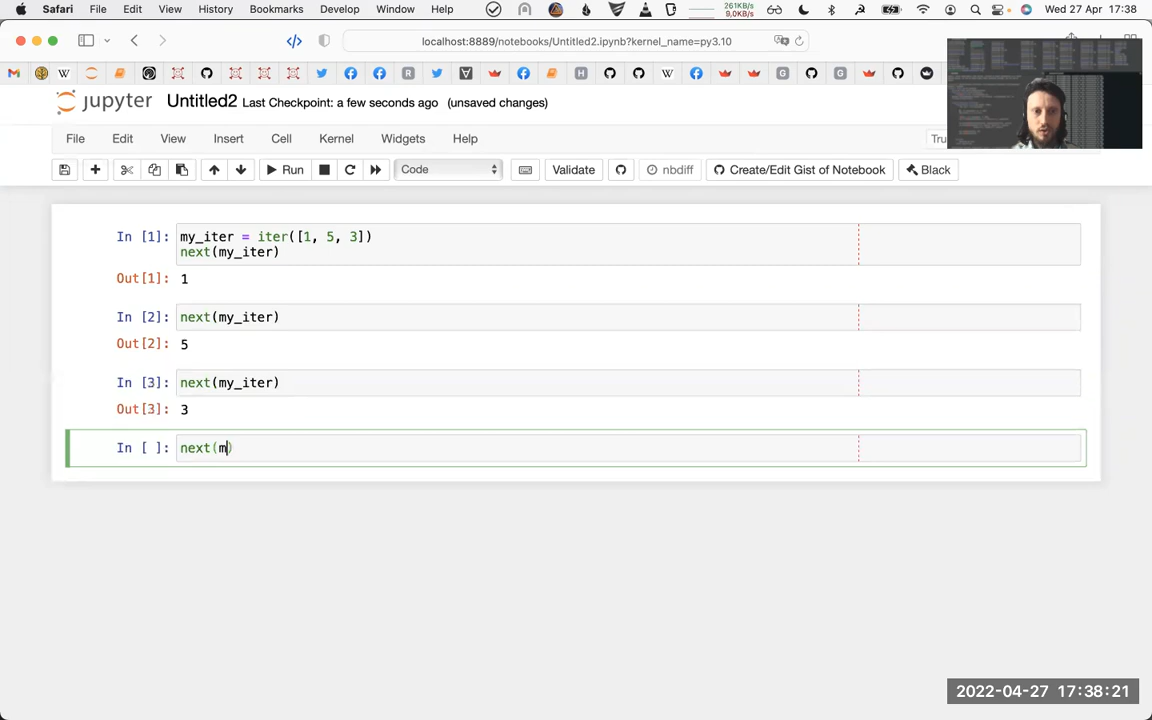 Safari File Edit View History Bookmarks Develop Window Help 261KB/s 9,0KB/s Wed 27 Apr 17:38
localhost:8889/notebooks/Untitled2.ipynb?kernel_name=py3.10
jupyter Untitled2 Last Checkpoint: a few seconds ago (unsaved changes)
File Edit View Insert Cell Kernel Widgets Help Tru
Run Code Validate nbdiff Create/Edit Gist of Notebook Black
In [1]: my_iter = iter([1, 5, 3])
next(my_iter)
Out[1]: 1
In [2]: next(my_iter)
Out[2]: 5
In [3]: next(my_iter)
Out[3]: 3
In [ ]: next(m)
2022-04-27 17:38:21